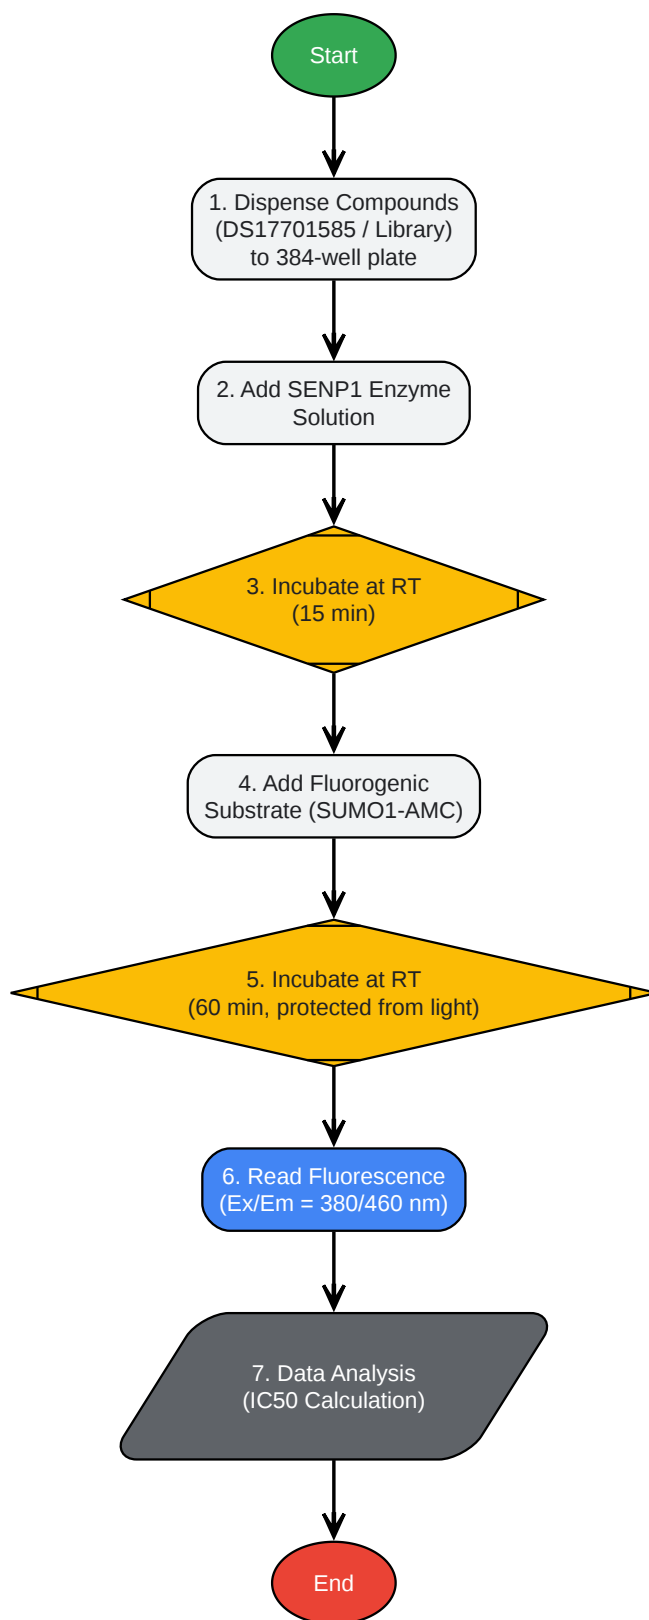 Start
1. Dispense Compounds
(DS17701585 / Library)
to 384-well plate
2. Add SENP1 Enzyme
Solution
3. Incubate at RT
(15 min)
4. Add Fluorogenic
Substrate (SUMO1-AMC)
5. Incubate at RT
(60 min, protected from light)
6. Read Fluorescence
(Ex/Em = 380/460 nm)
7. Data Analysis
(IC50 Calculation)
End